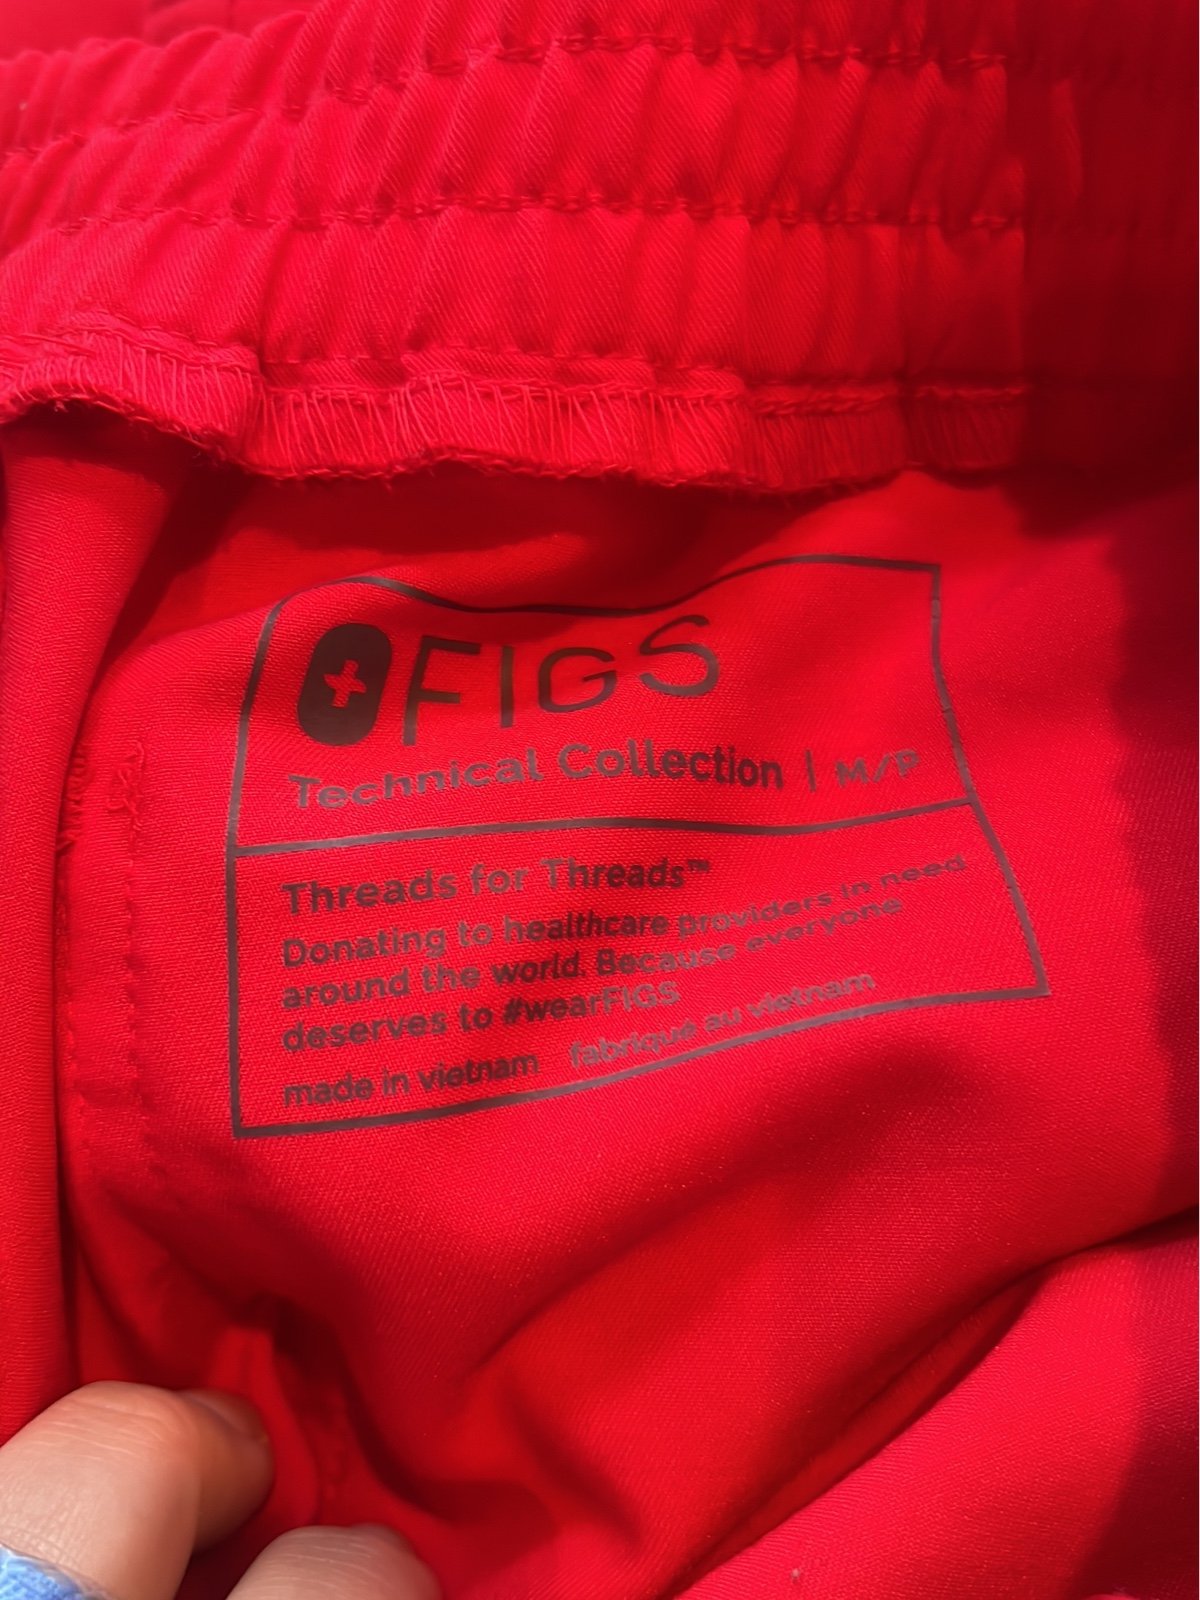 FIGS
Technical Collection | M/P
Threads for Threads™
Donating to healthcare providers in need
around the world. Because everyone
deserves to #wearFIGS
made in vietnam fabriqué au vietnam